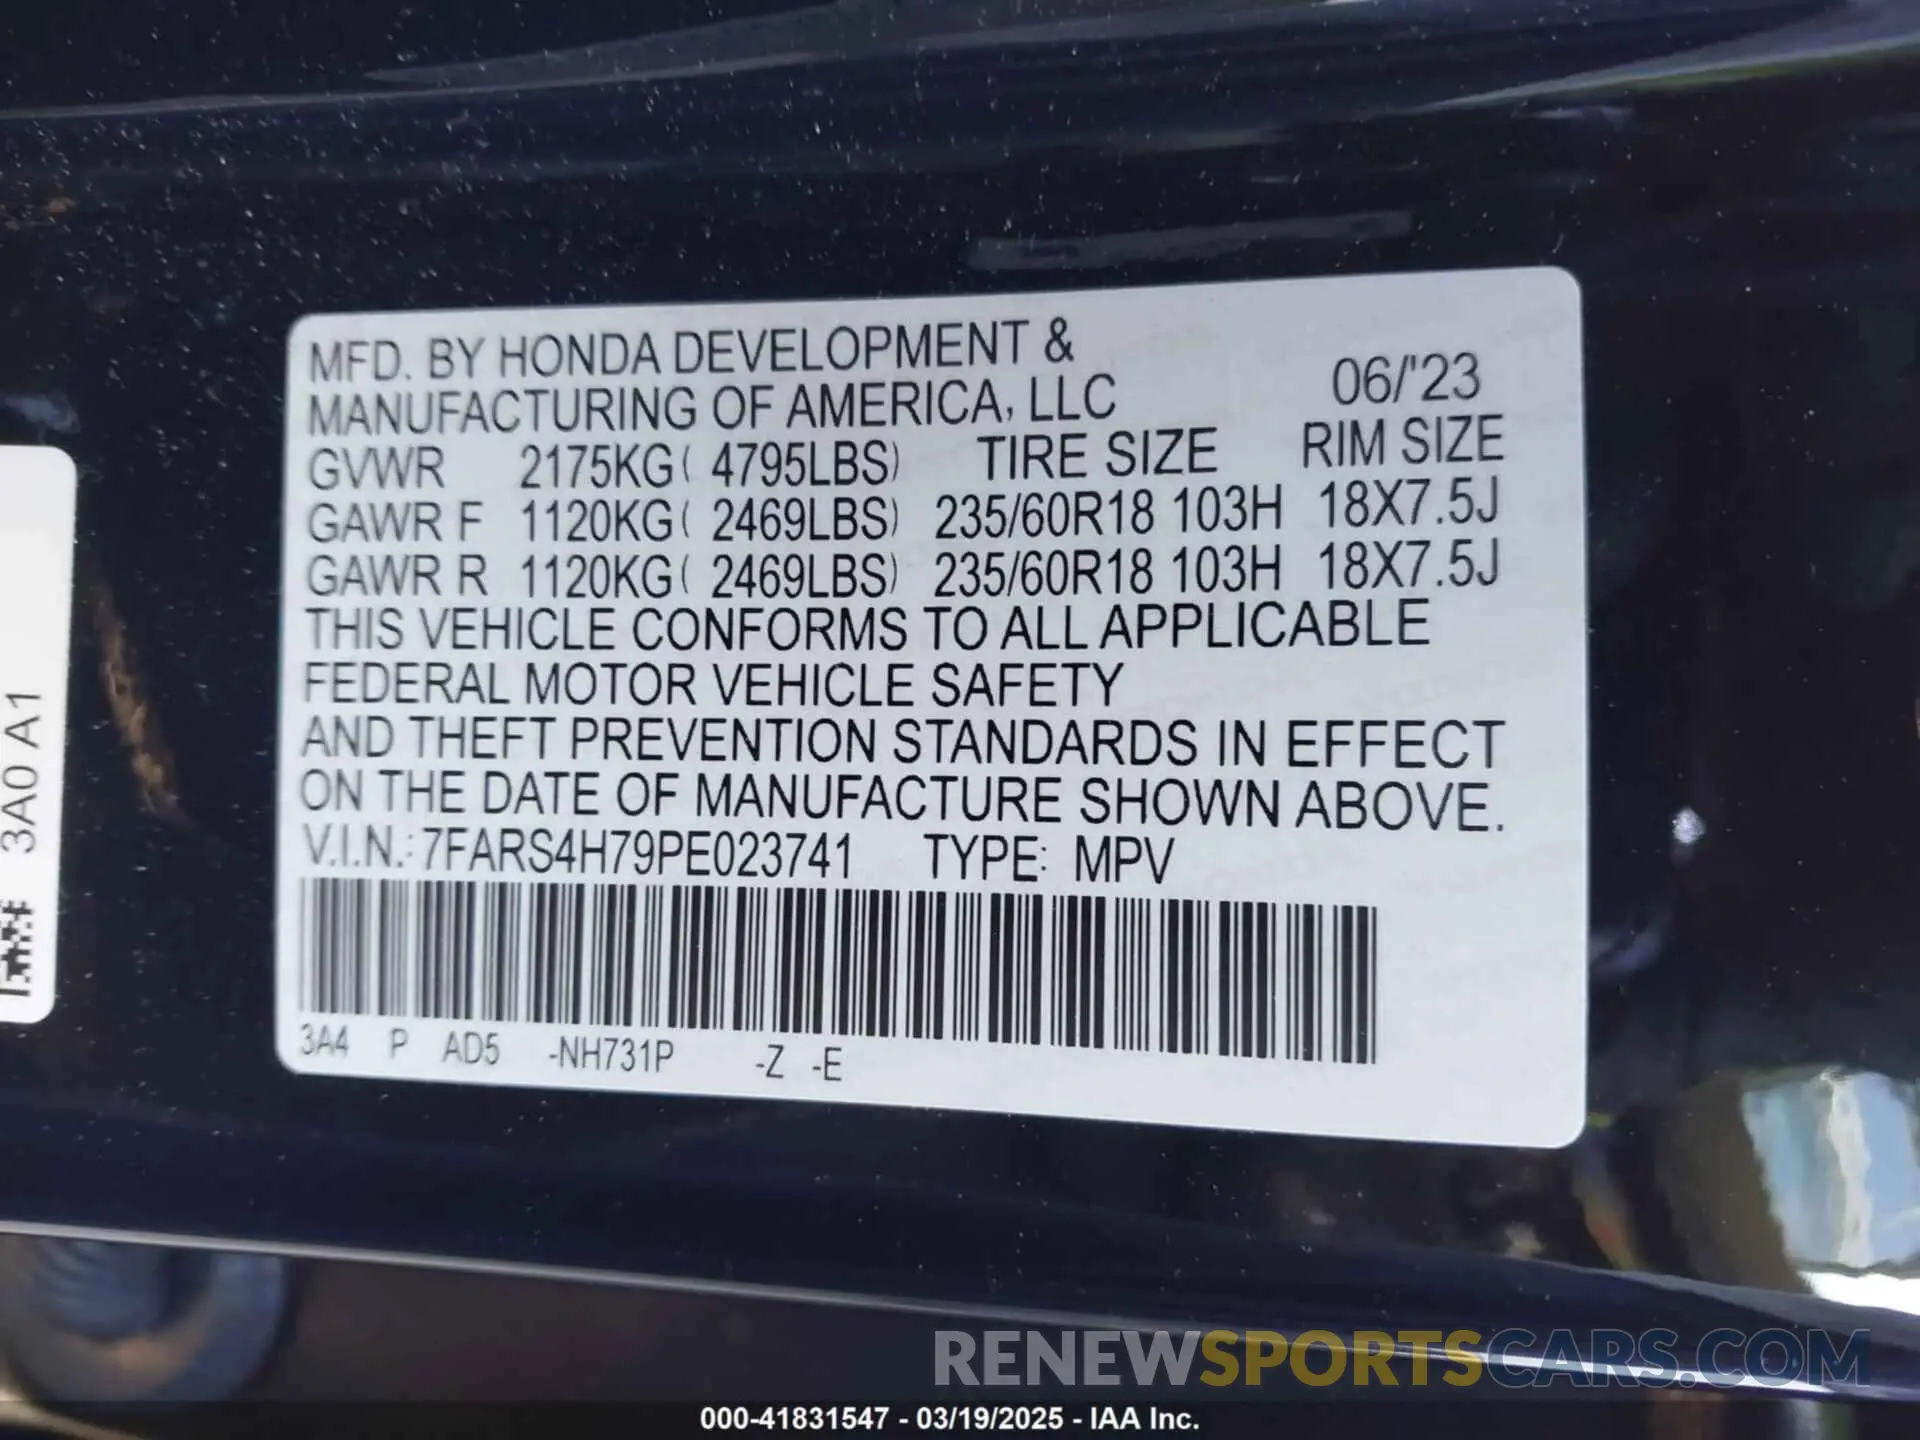 MFD. BY HONDA DEVELOPMENT &
MANUFACTURING OF AMERICA, LLC 06/'23
GVWR 2175KG( 4795LBS) TIRE SIZE RIM SIZE
GAWR F 1120KG( 2469LBS) 235/60R18 103H 18X7.5J
GAWR R 1120KG( 2469LBS) 235/60R18 103H 18X7.5J
THIS VEHICLE CONFORMS TO ALL APPLICABLE
FEDERAL MOTOR VEHICLE SAFETY
AND THEFT PREVENTION STANDARDS IN EFFECT
ON THE DATE OF MANUFACTURE SHOWN ABOVE.
V.I.N.: 7FARS4H79PE023741 TYPE: MPV
3A4 P AD5 -NH731P -Z -E
3A0 A1
RENEWSPORTSCARS.COM
000-41831547 - 03/19/2025 - IAA Inc.